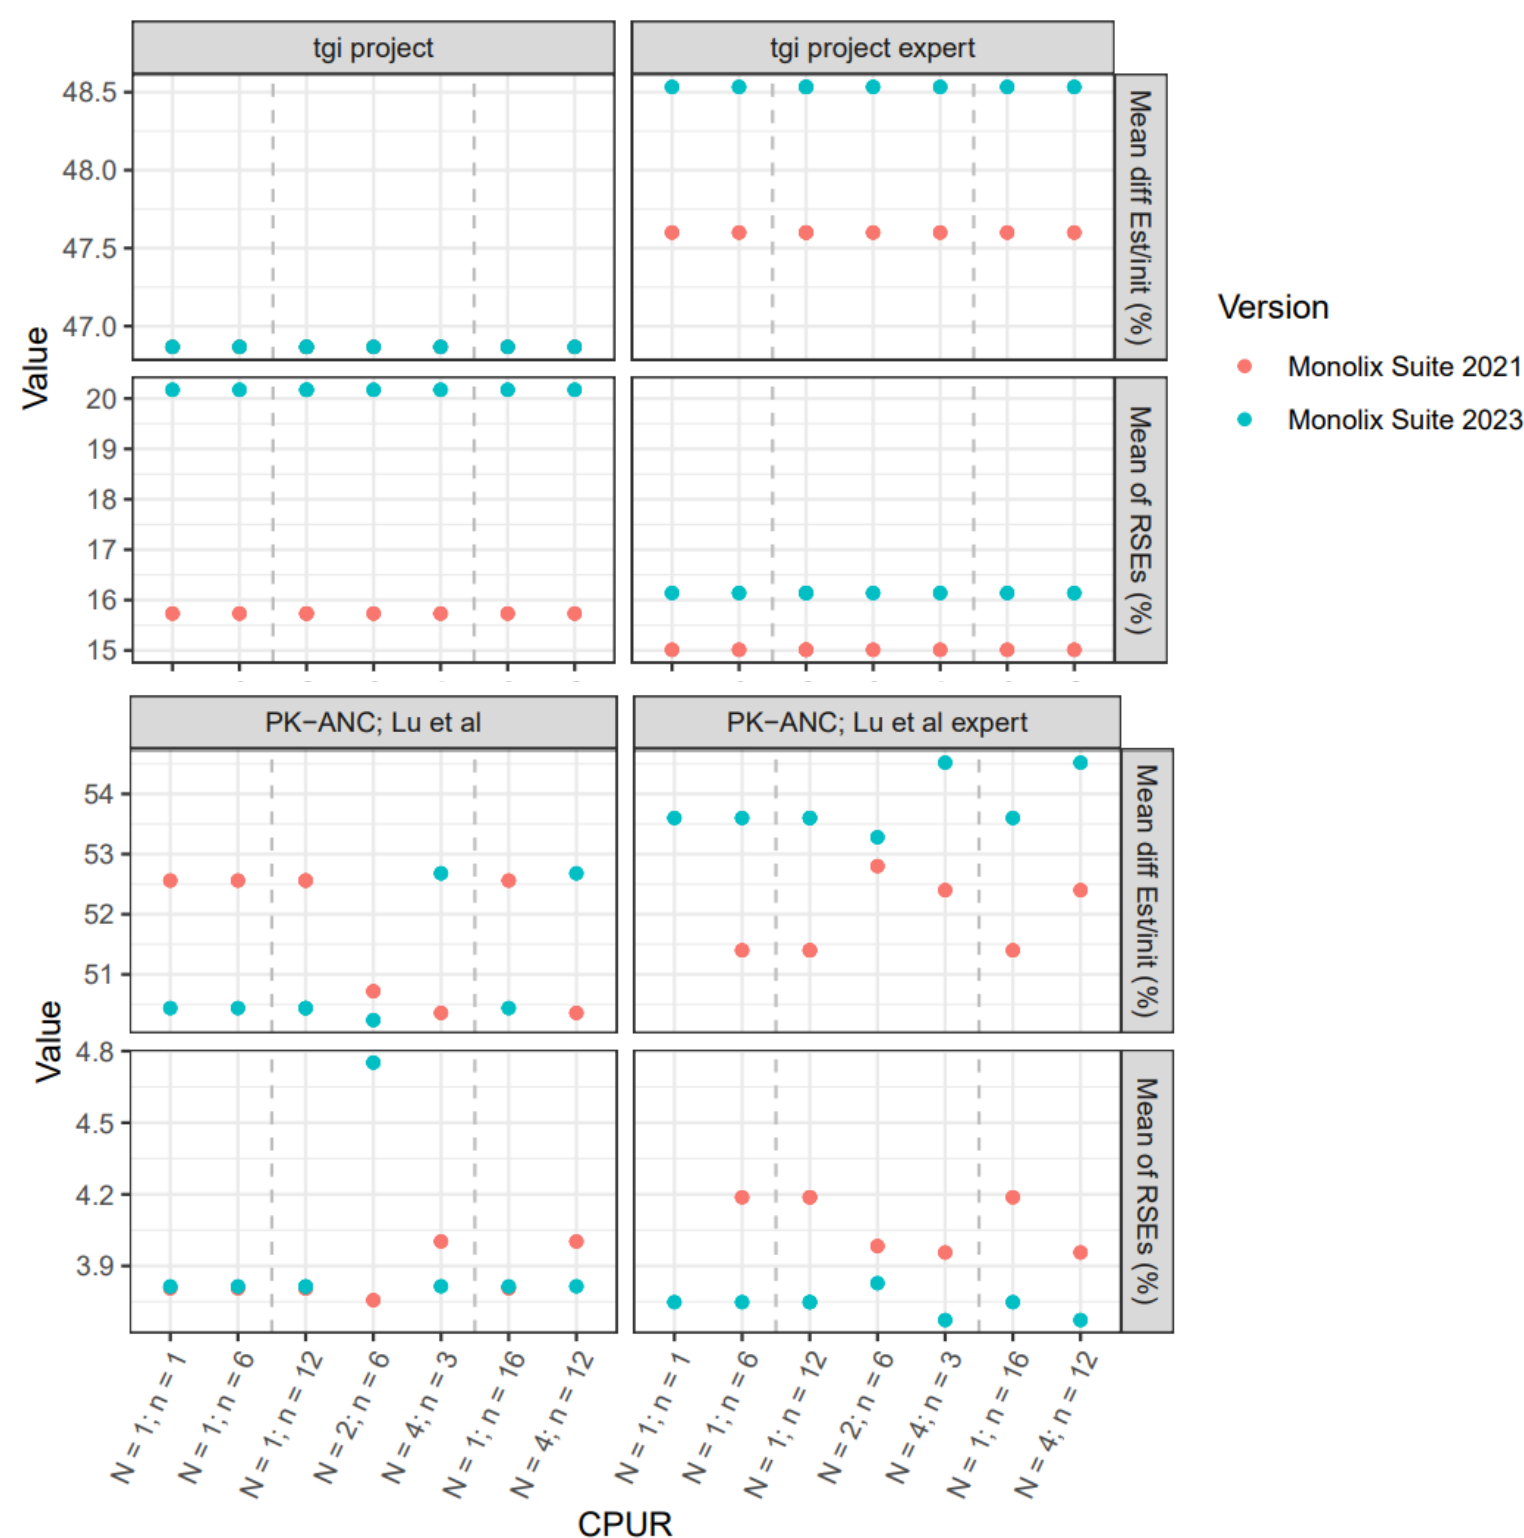 tgi project
tgi project expert
48.5
48.0
47.5
47.0
Mean diff Est/init (%)
Value
20
19
18
17
16
15
Mean of RSEs (%)
Version
Monolix Suite 2021
Monolix Suite 2023
PK−ANC; Lu et al
PK−ANC; Lu et al expert
54
53
52
51
Mean diff Est/init (%)
Value
4.8
4.5
4.2
3.9
Mean of RSEs (%)
N = 1; n = 1
N = 1; n = 6
N = 1; n = 12
N = 2; n = 6
N = 4; n = 3
N = 1; n = 16
N = 4; n = 12
N = 1; n = 1
N = 1; n = 6
N = 1; n = 12
N = 2; n = 6
N = 4; n = 3
N = 1; n = 16
N = 4; n = 12
CPUR